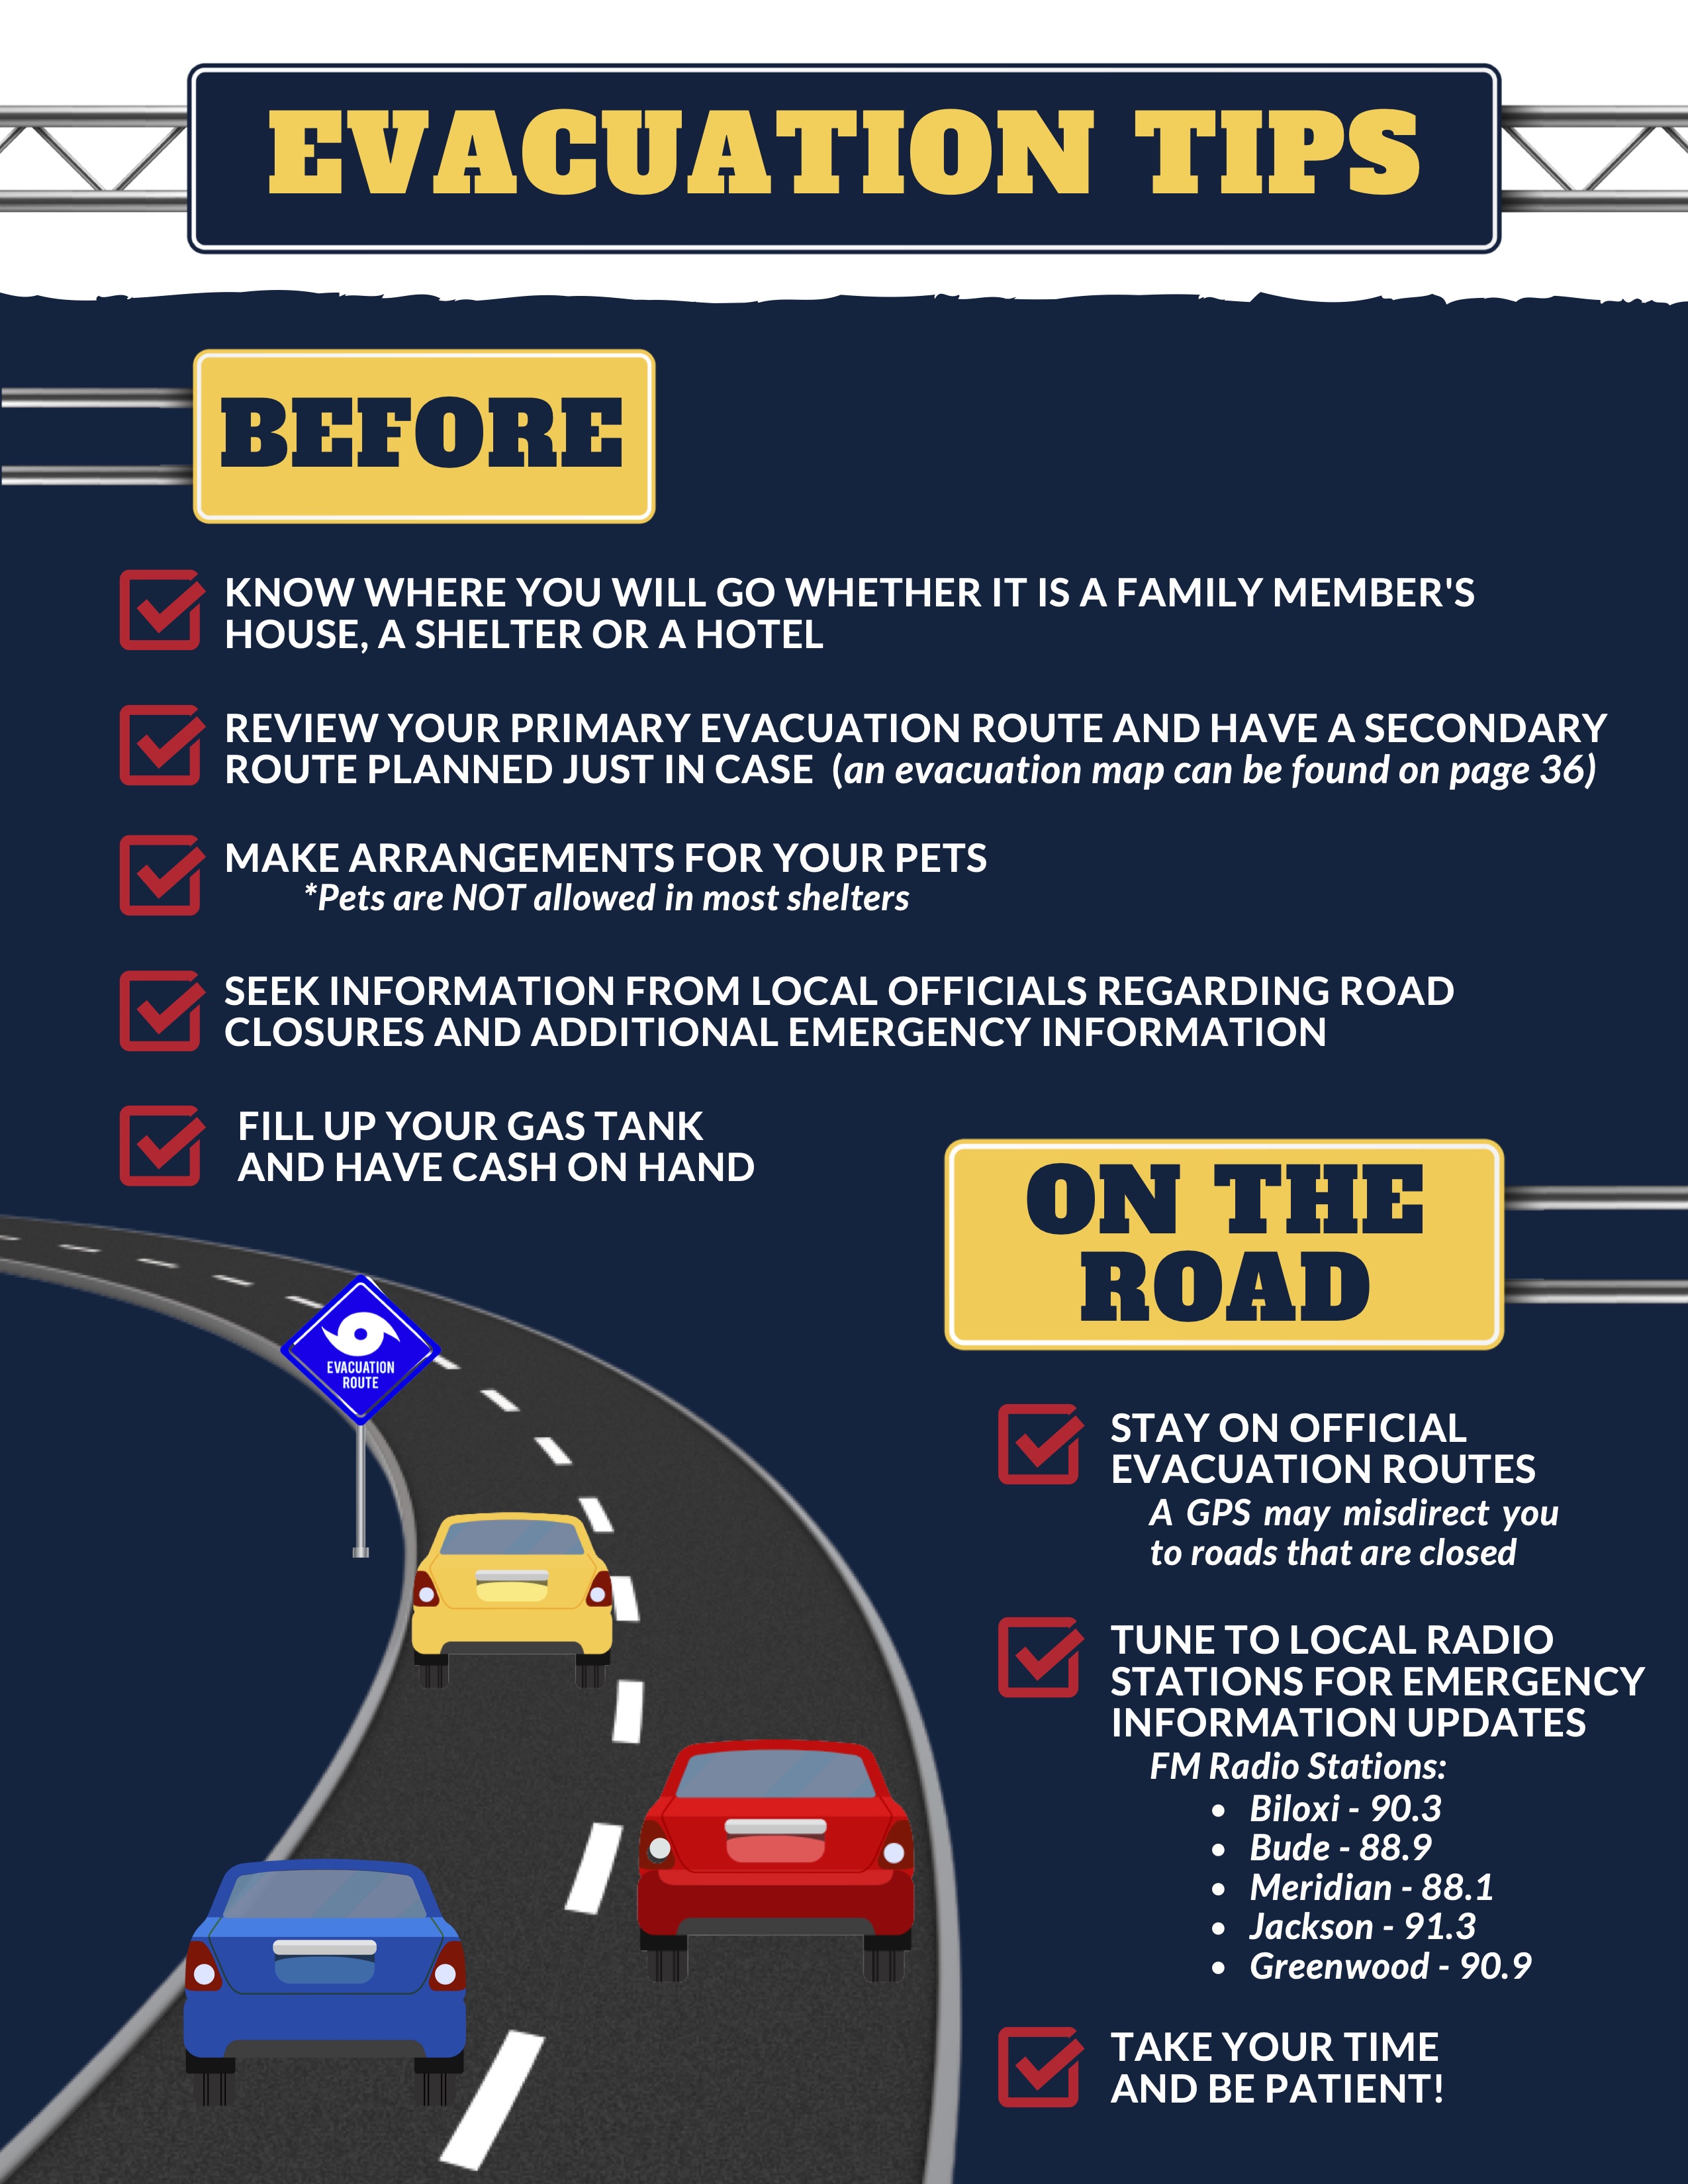 EVACUATION TIPS
BEFORE
KNOW WHERE YOU WILL GO WHETHER IT IS A FAMILY MEMBER'S
HOUSE, A SHELTER OR A HOTEL
REVIEW YOUR PRIMARY EVACUATION ROUTE AND HAVE A SECONDARY
ROUTE PLANNED JUST IN CASE (an evacuation map can be found on page 36)
MAKE ARRANGEMENTS FOR YOUR PETS
*Pets are NOT allowed in most shelters
SEEK INFORMATION FROM LOCAL OFFICIALS REGARDING ROAD
CLOSURES AND ADDITIONAL EMERGENCY INFORMATION
FILL UP YOUR GAS TANK
AND HAVE CASH ON HAND
EVACUATION
ROUTE
ON THE
ROAD
STAY ON OFFICIAL
EVACUATION ROUTES
A GPS may misdirect you
to roads that are closed
TUNE TO LOCAL RADIO
STATIONS FOR EMERGENCY
INFORMATION UPDATES
FM Radio Stations:
• Biloxi - 90.3
• Bude - 88.9
• Meridian - 88.1
• Jackson - 91.3
• Greenwood - 90.9
TAKE YOUR TIME
AND BE PATIENT!